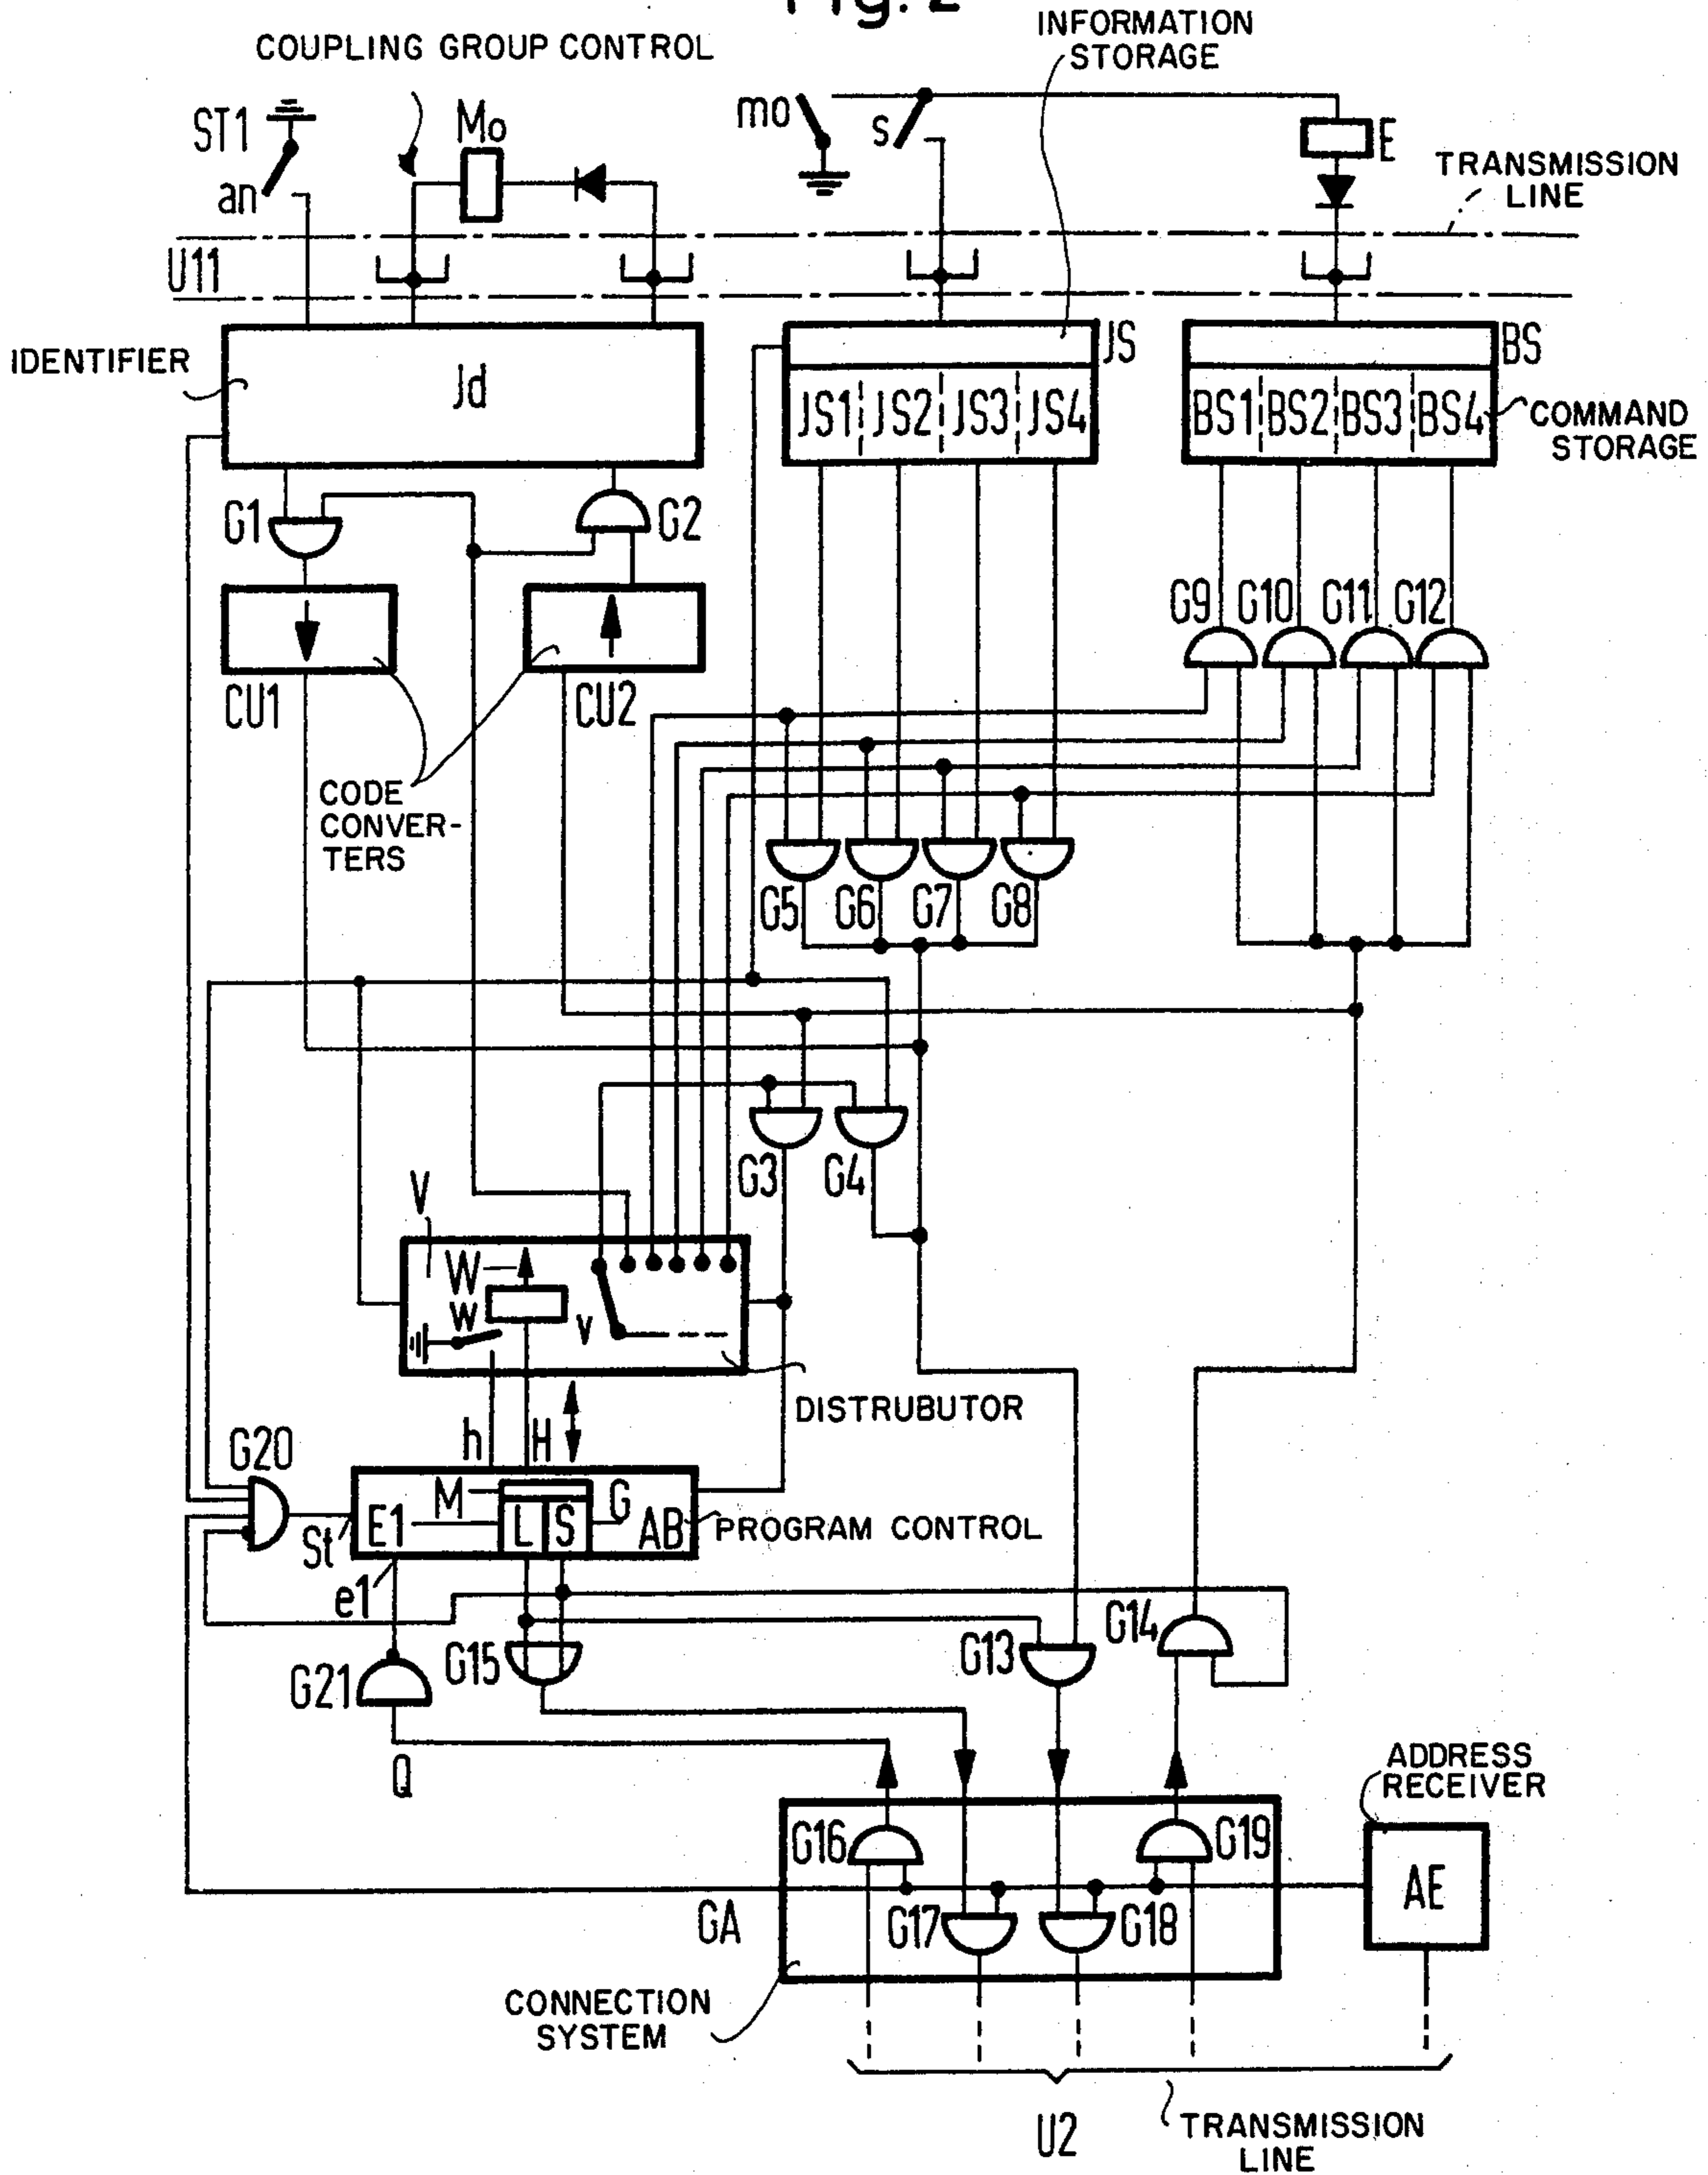 Fig. 2
COUPLING GROUP CONTROL
INFORMATION
STORAGE
ST1
an
Mo
mo
s
E
TRANSMISSION
LINE
U11
IDENTIFIER
Jd
JS
JS1 JS2 JS3 JS4
BS
BS1 BS2 BS3 BS4
COMMAND
STORAGE
G1
G2
CU1
CU2
G9 G10 G11 G12
CODE
CONVER-
TERS
G5 G6 G7 G8
G3 G4
V
W
w
v
DISTRUBUTOR
h H
G20
St
E1
M
L S
G
AB
PROGRAM CONTROL
e1
G21
G15
G13
G14
Q
ADDRESS
RECEIVER
G16
G19
AE
GA
G17
G18
CONNECTION
SYSTEM
U2
TRANSMISSION
LINE